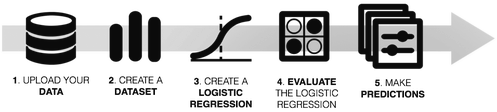 1. UPLOAD YOUR
DATA
2. CREATE A
DATASET
3. CREATE A
LOGISTIC
REGRESSION
4. EVALUATE
THE LOGISTIC
REGRESSION
5. MAKE
PREDICTIONS